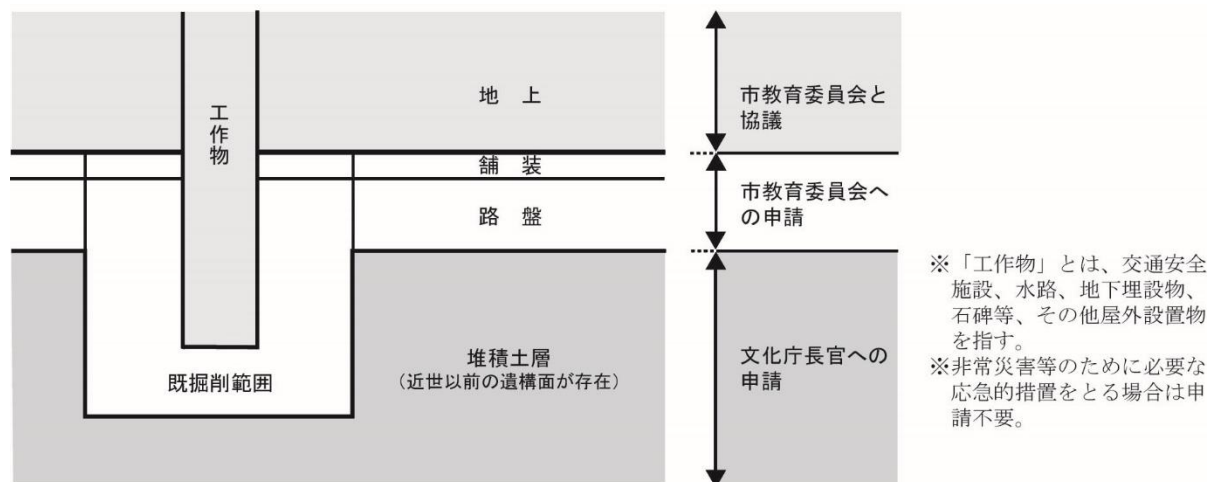 工作物
地　上
舗　装
路　盤
既掘削範囲
堆積土層
（近世以前の遺構面が存在）
市教育委員会と
協議
市教育委員会へ
の申請
文化庁長官への
申請
※「工作物」とは、交通安全
施設、水路、地下埋設物、
石碑等、その他屋外設置物
を指す。
※非常災害等のために必要な
応急的措置をとる場合は申
請不要。